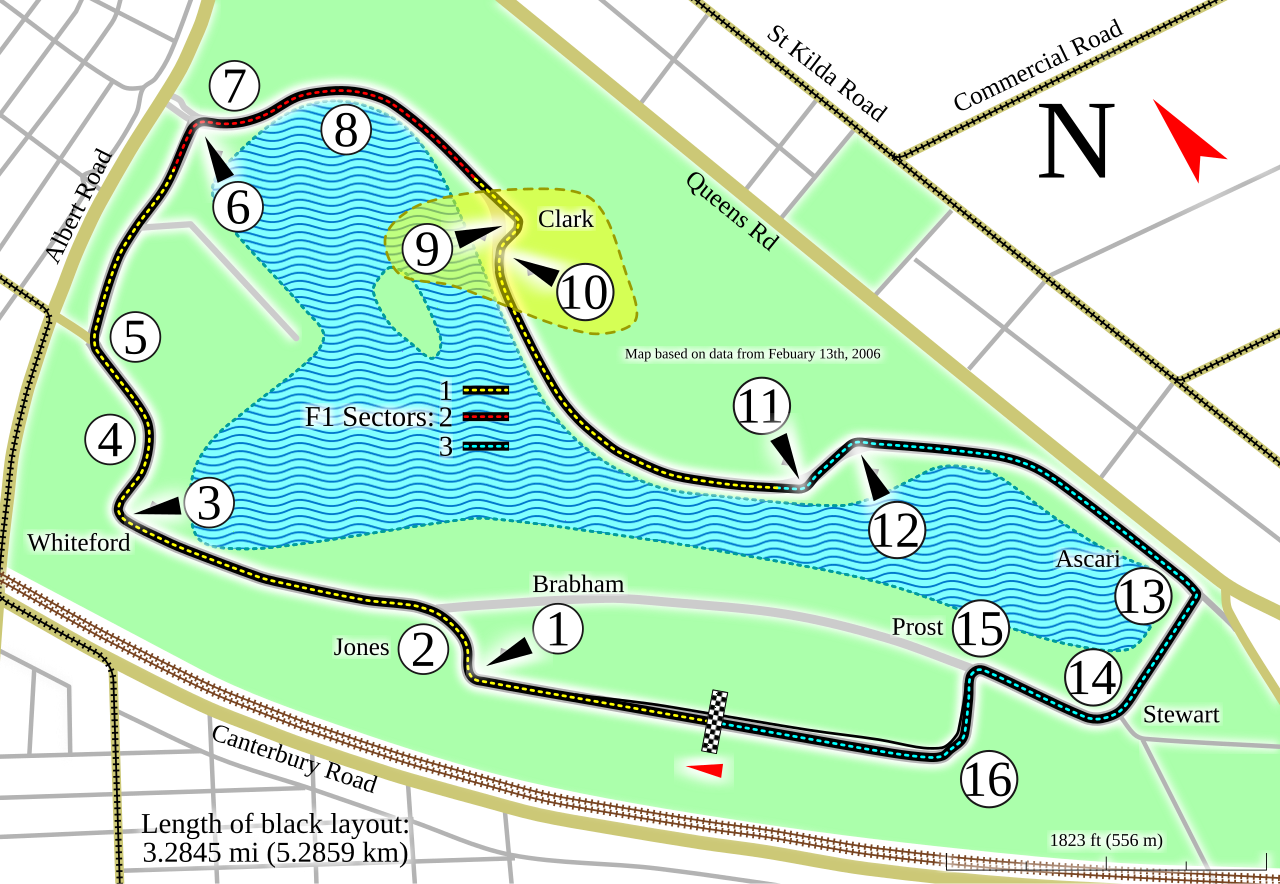 St Kilda Road
Commercial Road
N
7
8
Albert Road
6
Queens Rd
Clark
9
10
5
Map based on data from Febuary 13th, 2006
1
F1 Sectors: 2
3
11
4
3
12
Whiteford
Ascari
13
Brabham
Prost
15
1
Jones
2
14
Stewart
16
Canterbury Road
Length of black layout:
3.2845 mi (5.2859 km)
1823 ft (556 m)